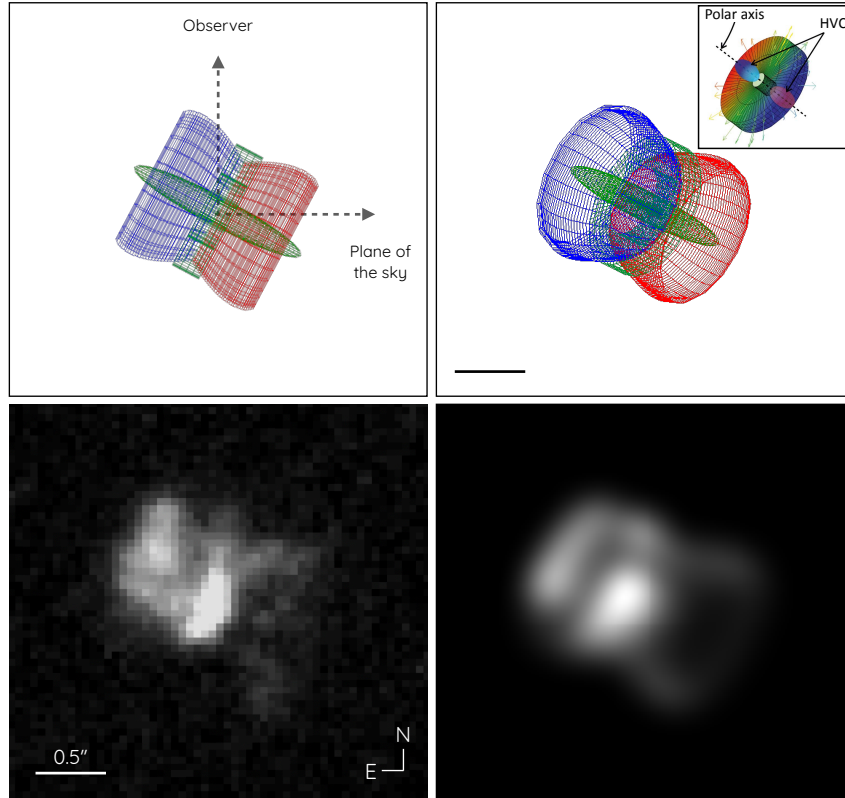 Observer
Plane of
the sky
Polar axis
HVC
0.5"
N
E